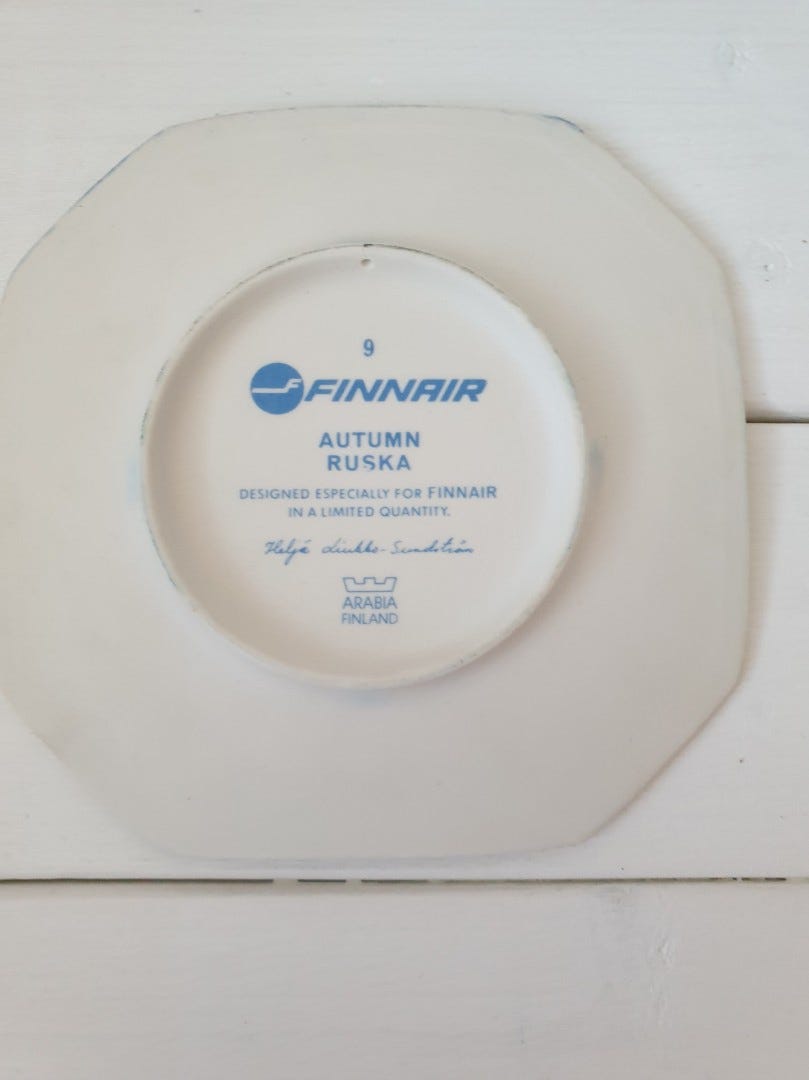 9
FINNAIR
AUTUMN
RUSKA
DESIGNED ESPECIALLY FOR FINNAIR
IN A LIMITED QUANTITY.
Heljä Liukko-Sundström
ARABIA
FINLAND